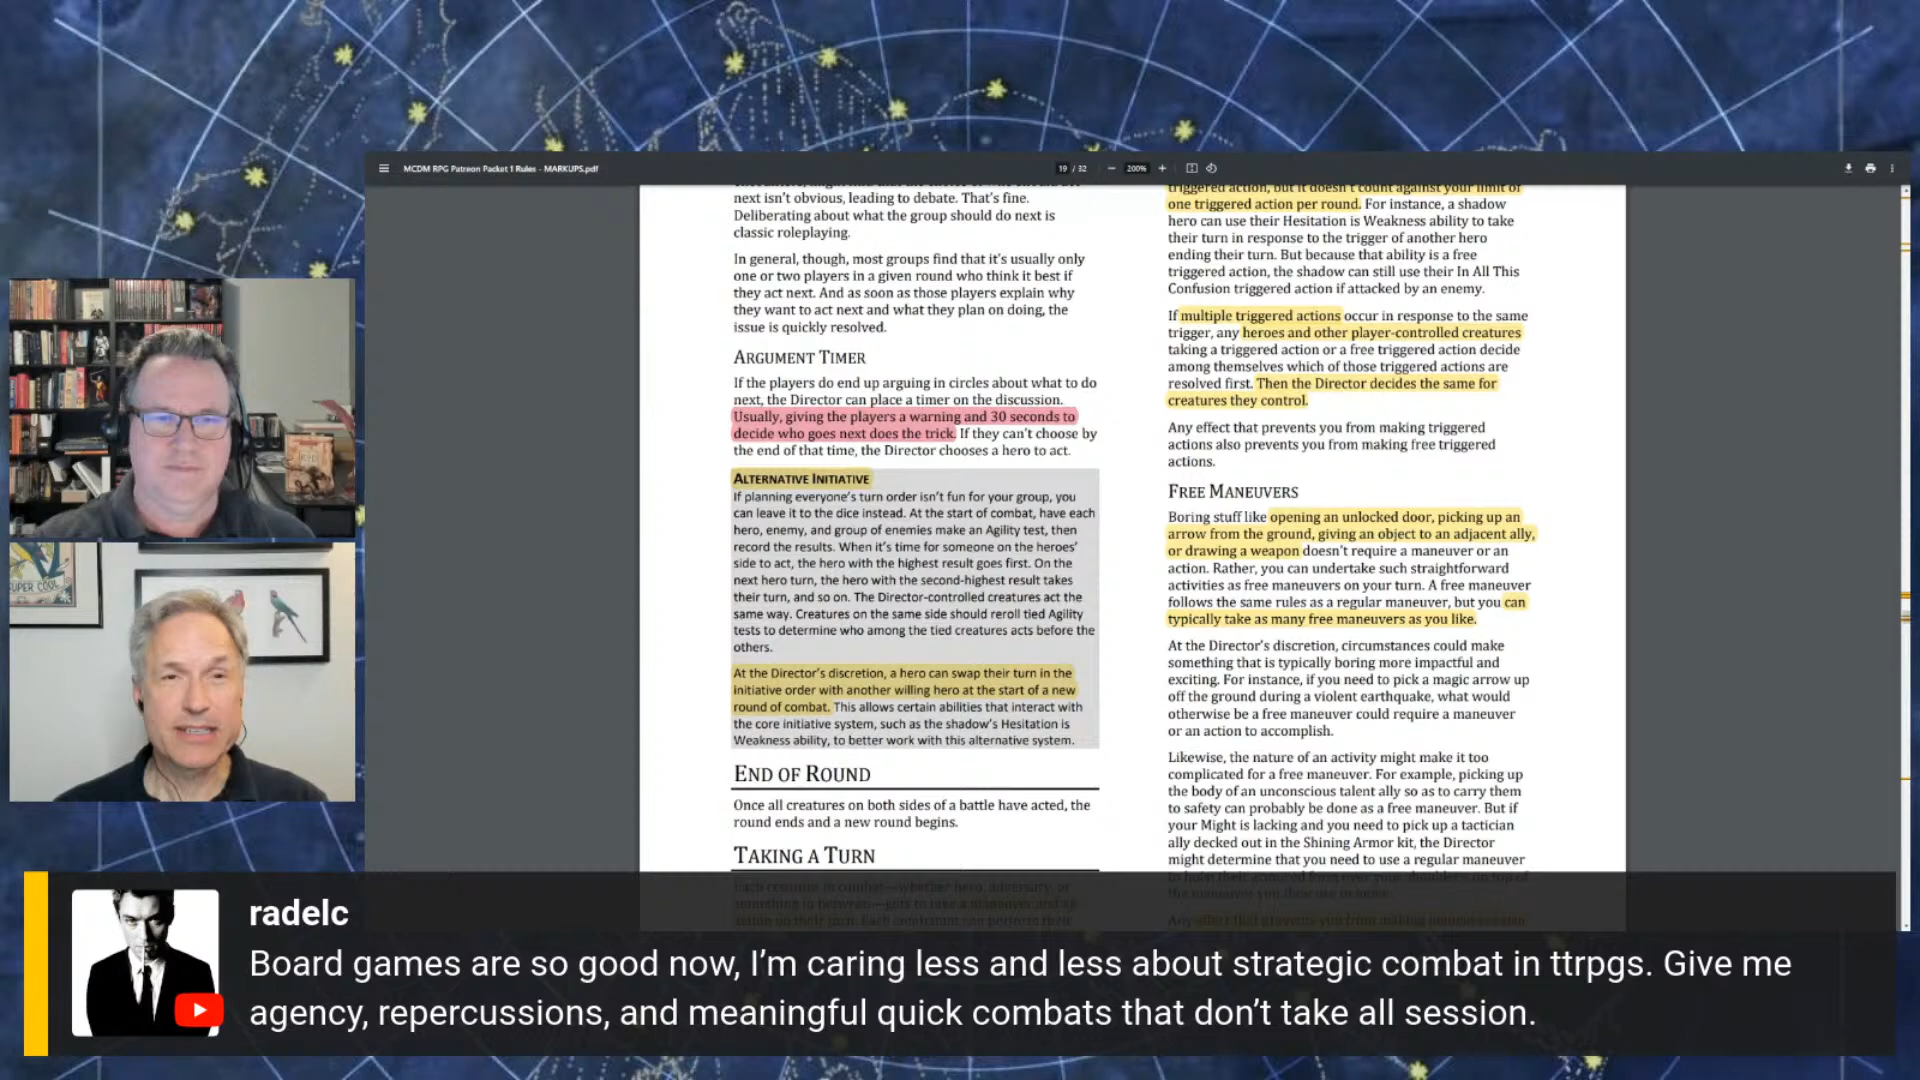 MCDM RPG Patreon Packet 1 Rules - MARKUPS.pdf
19 / 32
200%
next isn't obvious, leading to debate. That's fine.
Deliberating about what the group should do next is
classic roleplaying.
In general, though, most groups find that it's usually only
one or two players in a given round who think it best if
they act next. And as soon as those players explain why
they want to act next and what they plan on doing, the
issue is quickly resolved.
ARGUMENT TIMER
If the players do end up arguing in circles about what to do
next, the Director can place a timer on the discussion.
Usually, giving the players a warning and 30 seconds to
decide who goes next does the trick. If they can't choose by
the end of that time, the Director chooses a hero to act.
ALTERNATIVE INITIATIVE
If planning everyone's turn order isn't fun for your group, you
can leave it to the dice instead. At the start of combat, have each
hero, enemy, and group of enemies make an Agility test, then
record the results. When it's time for someone on the heroes'
side to act, the hero with the highest result goes first. On the
next hero turn, the hero with the second-highest result takes
their turn, and so on. The Director-controlled creatures act the
same way. Creatures on the same side should reroll tied Agility
tests to determine who among the tied creatures acts before the
others.
At the Director's discretion, a hero can swap their turn in the
initiative order with another willing hero at the start of a new
round of combat. This allows certain abilities that interact with
the core initiative system, such as the shadow's Hesitation is
Weakness ability, to better work with this alternative system.
END OF ROUND
Once all creatures on both sides of a battle have acted, the
round ends and a new round begins.
TAKING A TURN
triggered action, but it doesn't count against your limit of
one triggered action per round. For instance, a shadow
hero can use their Hesitation is Weakness ability to take
their turn in response to the trigger of another hero
ending their turn. But because that ability is a free
triggered action, the shadow can still use their In All This
Confusion triggered action if attacked by an enemy.
If multiple triggered actions occur in response to the same
trigger, any heroes and other player-controlled creatures
taking a triggered action or a free triggered action decide
among themselves which of those triggered actions are
resolved first. Then the Director decides the same for
creatures they control.
Any effect that prevents you from making triggered
actions also prevents you from making free triggered
actions.
FREE MANEUVERS
Boring stuff like opening an unlocked door, picking up an
arrow from the ground, giving an object to an adjacent ally,
or drawing a weapon doesn't require a maneuver or an
action. Rather, you can undertake such straightforward
activities as free maneuvers on your turn. A free maneuver
follows the same rules as a regular maneuver, but you can
typically take as many free maneuvers as you like.
At the Director's discretion, circumstances could make
something that is typically boring more impactful and
exciting. For instance, if you need to pick a magic arrow up
off the ground during a violent earthquake, what would
otherwise be a free maneuver could require a maneuver
or an action to accomplish.
Likewise, the nature of an activity might make it too
complicated for a free maneuver. For example, picking up
the body of an unconscious talent ally so as to carry them
to safety can probably be done as a free maneuver. But if
your Might is lacking and you need to pick up a tactician
ally decked out in the Shining Armor kit, the Director
might determine that you need to use a regular maneuver
SUPER COOL
radelc
Board games are so good now, I'm caring less and less about strategic combat in ttrpgs. Give me
agency, repercussions, and meaningful quick combats that don't take all session.